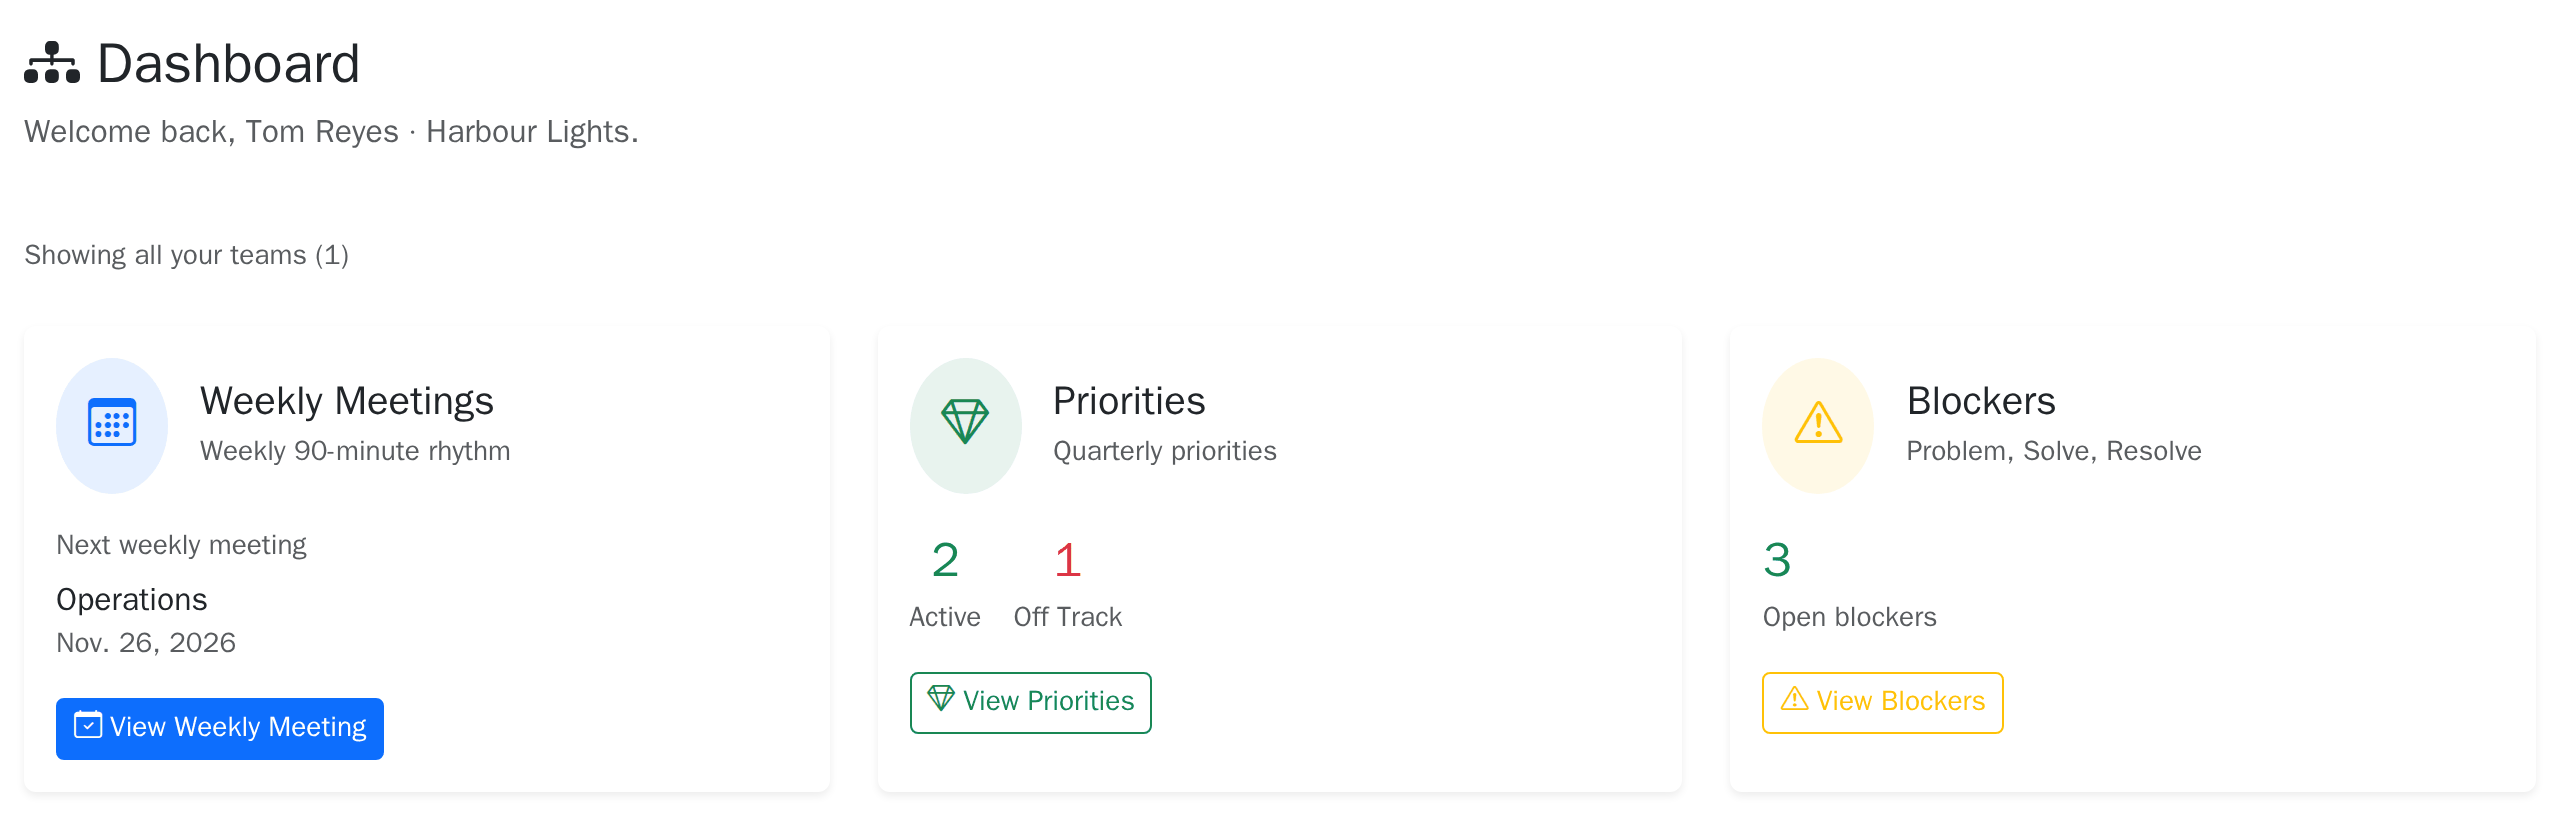 Dashboard
Welcome back, Tom Reyes · Harbour Lights.
Showing all your teams (1)
Weekly Meetings
Weekly 90-minute rhythm
Next weekly meeting
Operations
Nov. 26, 2026
View Weekly Meeting
Priorities
Quarterly priorities
2 1
Active Off Track
View Priorities
Blockers
Problem, Solve, Resolve
3
Open blockers
View Blockers